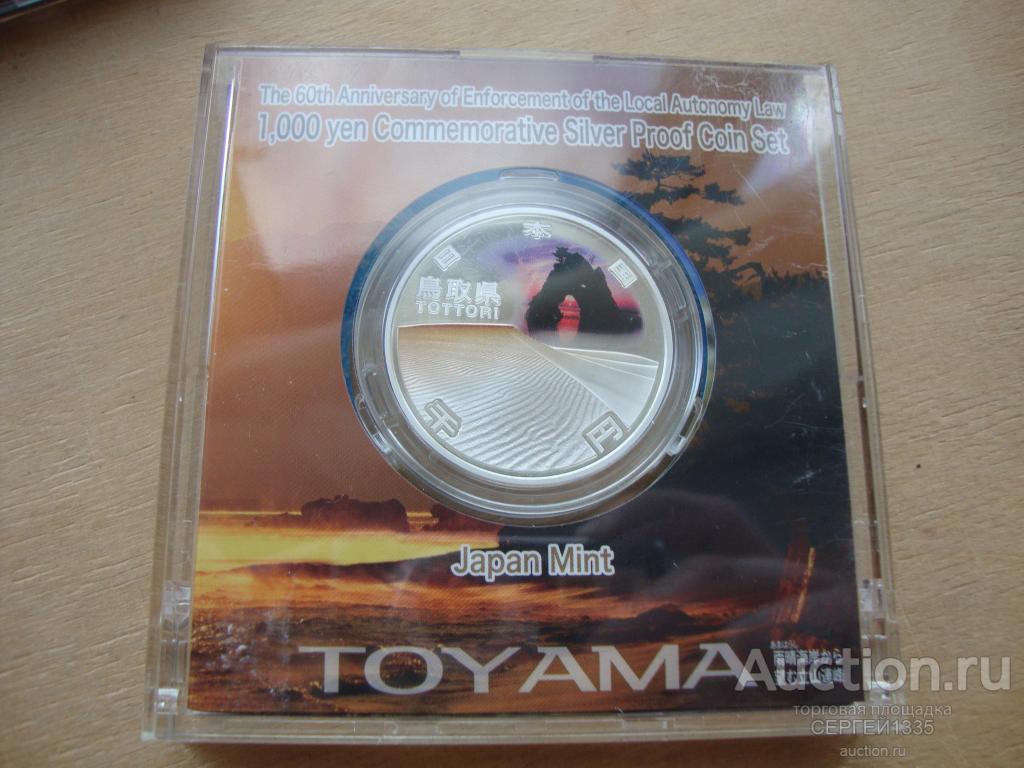 The 60th Anniversary of Enforcement of the Local Autonomy Law
1,000 yen Commemorative Silver Proof Coin Set
日本国
鳥取県
TOTTORI
千円
Japan Mint
TOYAMA
Auction.ru
торговая площадка
СЕРГЕЙ1335
auction.ru